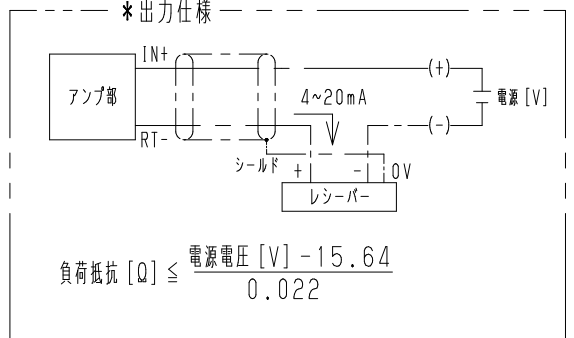 *出力仕様
IN+
(+)
アンプ部
4~20mA
電源[V]
RT-
(-)
シールド
+
-
0V
レシーバー
負荷抵抗[Ω]≦
電源電圧[V]-15.64
0.022